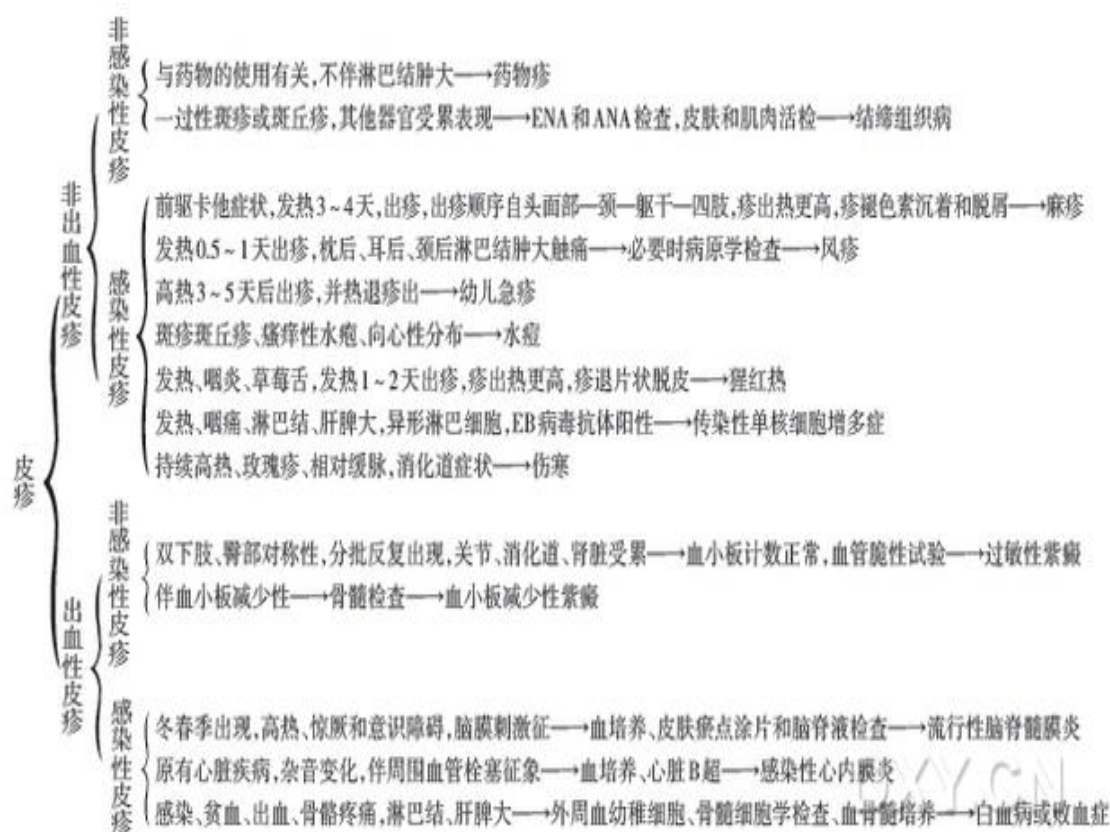 皮疹
非出血性皮疹
非感染性皮疹
与药物的使用有关,不伴淋巴结肿大→药物疹
一过性斑疹或斑丘疹,其他器官受累表现→ENA和ANA检查,皮肤和肌肉活检→结缔组织病
感染性皮疹
前驱卡他症状,发热3~4天,出疹,出疹顺序自头面部—颈—躯干—四肢,疹出热更高,疹褪色素沉着和脱屑→麻疹
发热0.5~1天出疹,枕后、耳后、颈后淋巴结肿大触痛→必要时病原学检查→风疹
高热3~5天后出疹,并热退疹出→幼儿急疹
斑疹斑丘疹、瘙痒性水疱、向心性分布→水痘
发热、咽炎、草莓舌,发热1~2天出疹,疹出热更高,疹退片状脱皮→猩红热
发热、咽痛、淋巴结、肝脾大,异形淋巴细胞,EB病毒抗体阳性→传染性单核细胞增多症
持续高热、玫瑰疹、相对缓脉,消化道症状→伤寒
出血性皮疹
非感染性皮疹
双下肢、臀部对称性,分批反复出现,关节、消化道、肾脏受累→血小板计数正常,血管脆性试验→过敏性紫癜
伴血小板减少性→骨髓检查→血小板减少性紫癜
感染性皮疹
冬春季出现,高热、惊厥和意识障碍,脑膜刺激征→血培养、皮肤瘀点涂片和脑脊液检查→流行性脑脊髓膜炎
原有心脏疾病,杂音变化,伴周围血管栓塞征象→血培养、心脏B超→感染性心内膜炎
感染、贫血、出血、骨骼疼痛,淋巴结、肝脾大→外周血幼稚细胞、骨髓细胞学检查、血骨髓培养→白血病或败血症
DXY.CN